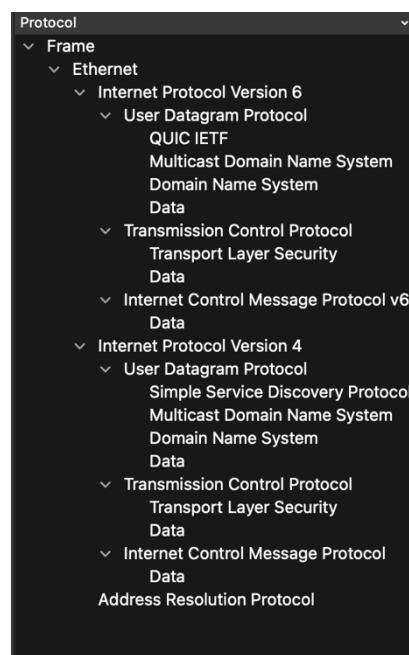 Protocol
Frame
Ethernet
Internet Protocol Version 6
User Datagram Protocol
QUIC IETF
Multicast Domain Name System
Domain Name System
Data
Transmission Control Protocol
Transport Layer Security
Data
Internet Control Message Protocol v6
Data
Internet Protocol Version 4
User Datagram Protocol
Simple Service Discovery Protocol
Multicast Domain Name System
Domain Name System
Data
Transmission Control Protocol
Transport Layer Security
Data
Internet Control Message Protocol
Data
Address Resolution Protocol